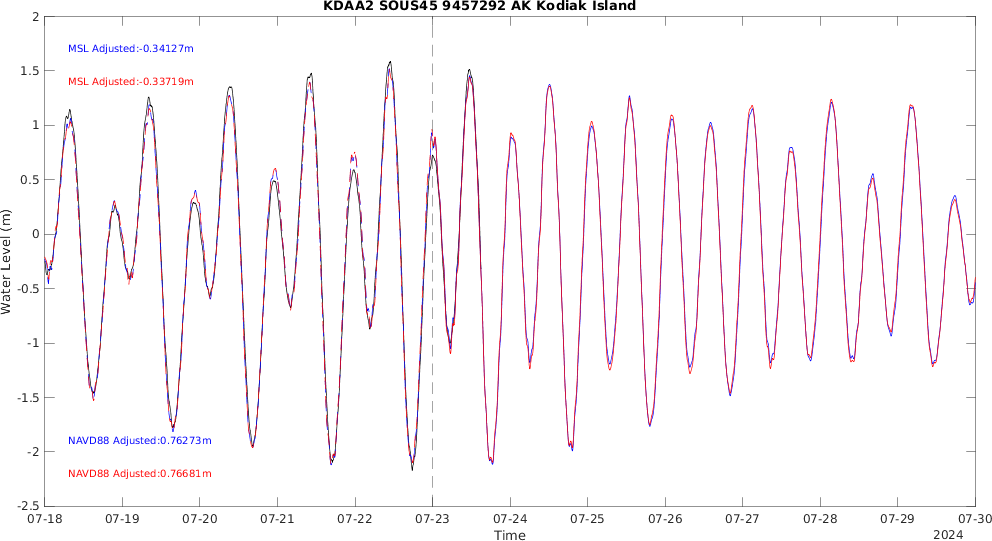 KDAA2 SOUS45 9457292 AK Kodiak Island
Water Level (m)
2
1.5
1
0.5
0
-0.5
-1
-1.5
-2
-2.5
MSL Adjusted:-0.34127m
MSL Adjusted:-0.33719m
NAVD88 Adjusted:0.76273m
NAVD88 Adjusted:0.76681m
07-18 07-19 07-20 07-21 07-22 07-23 07-24 07-25 07-26 07-27 07-28 07-29 07-30
Time
2024